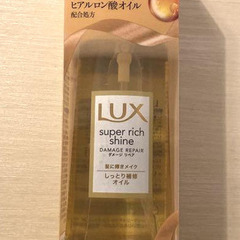 ヒアルロン酸オイル
配合処方
LUX
super rich
shine
DAMAGE REPAIR
ダメージ リペア
髪に輝きメイク
しっとり補修
オイル